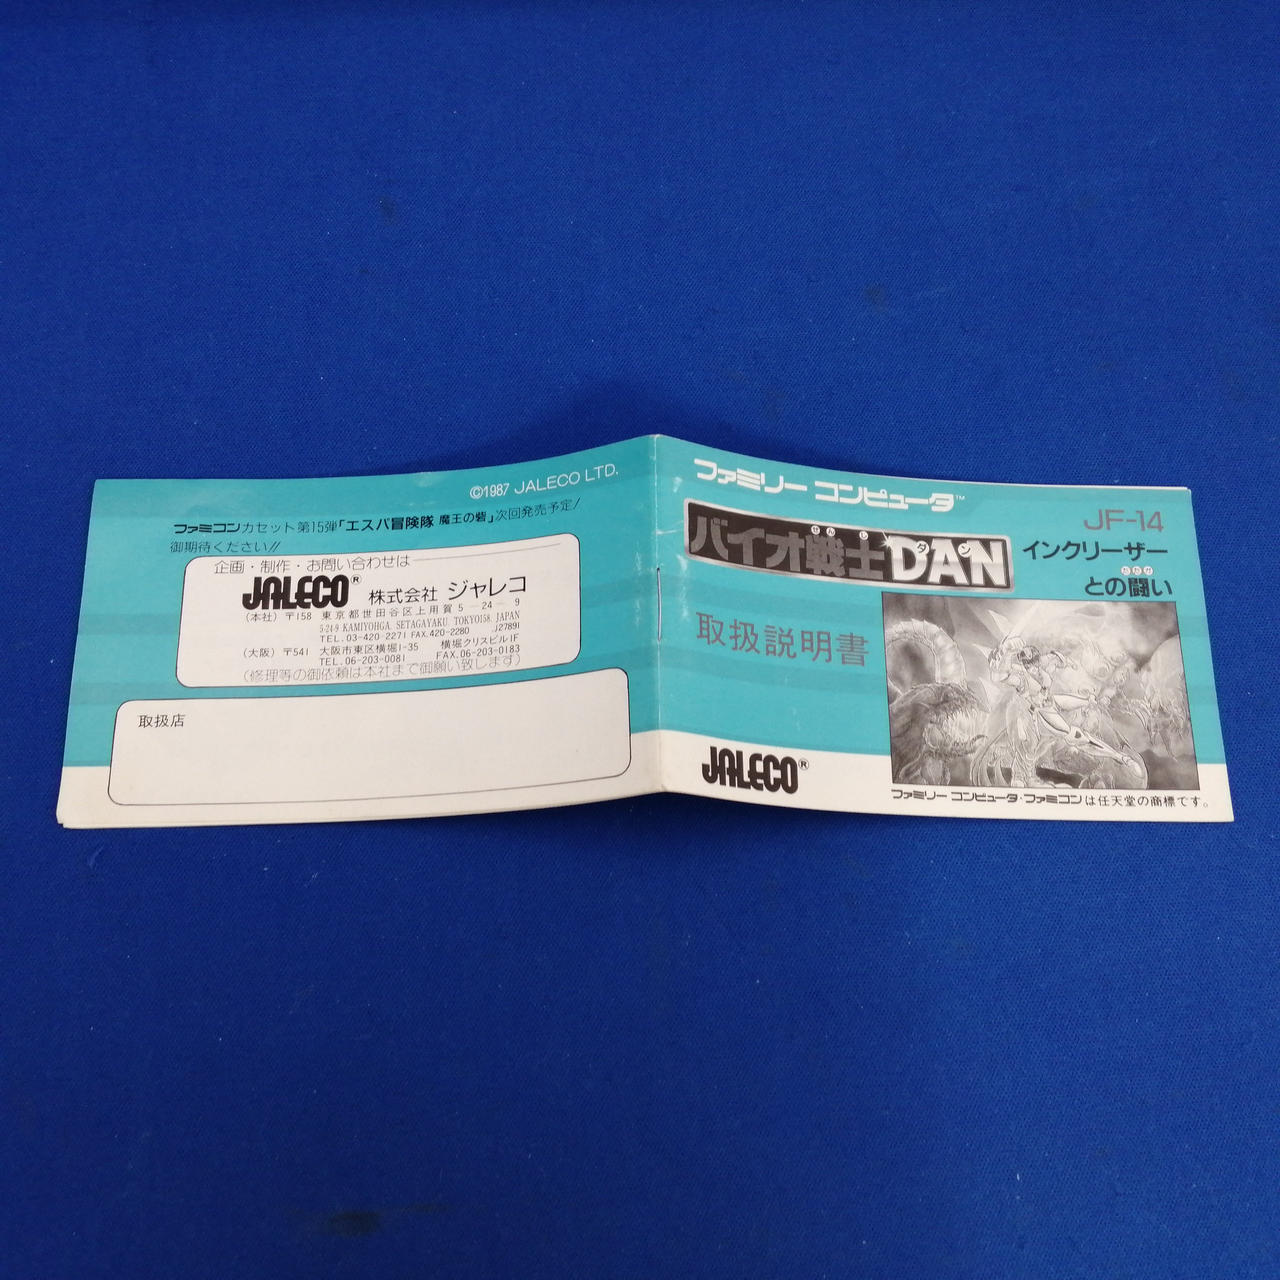 ©1987 JALECO LTD.
ファミコンカセット第15弾「エスパ冒険隊 魔王の砦」次回発売予定!
御期待ください!!
企画・制作・お問い合わせは
JALECO® 株式会社 ジャレコ
(本社) 〒158 東京都世田谷区上用賀5-24-9
5-24-9 KAMIYOHGA. SETAGAYAKU. TOKYO158. JAPAN
TEL.03-420-2271 FAX.420-2280 J27891
(大阪) 〒541 大阪市東区横堀1-35 横堀クリスビル1F
TEL.06-203-0081 FAX.06-203-0183
(修理等の御依頼は本社まで御願い致します)
取扱店
ファミリー コンピュータ™
JF-14
せんし ダン
バイオ戦士DAN
インクリーザー
たたか
との闘い
取扱説明書
JALECO®
ファミリー コンピュータ・ファミコンは任天堂の商標です。